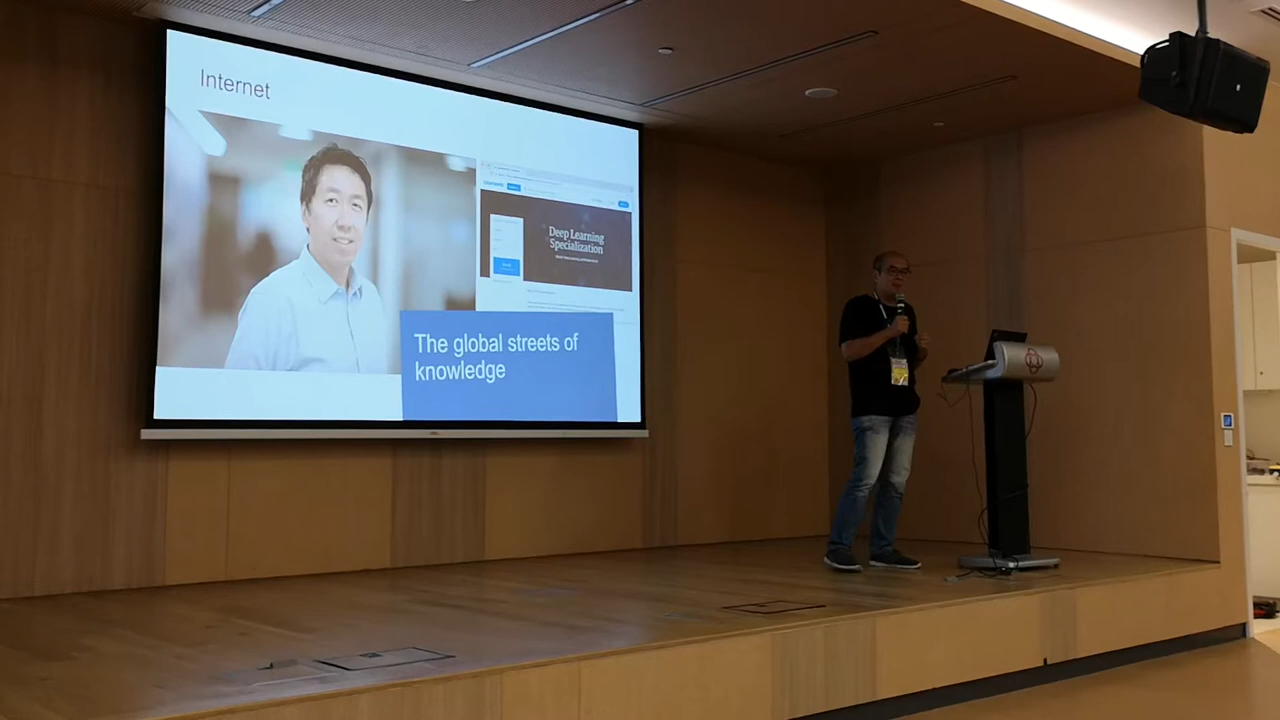 Internet
Deep Learning
Specialization
The global streets of
knowledge